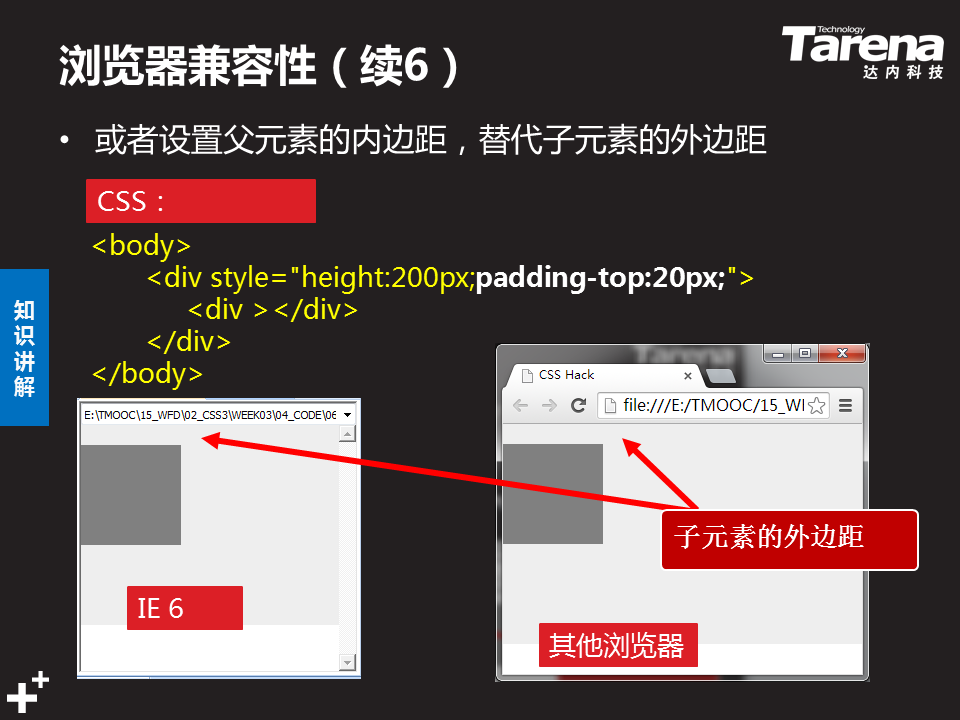 浏览器兼容性（续6）
Technology
Tarena
达内科技
• 或者设置父元素的内边距，替代子元素的外边距
CSS：
<body>
<div style="height:200px;padding-top:20px;">
<div ></div>
</div>
</body>
知识讲解
E:\TMOOC\15_WFD\02_CSS3\WEEK03\04_CODE\06
IE 6
Tarena
CSS Hack
file:///E:/TMOOC/15_WI
子元素的外边距
其他浏览器